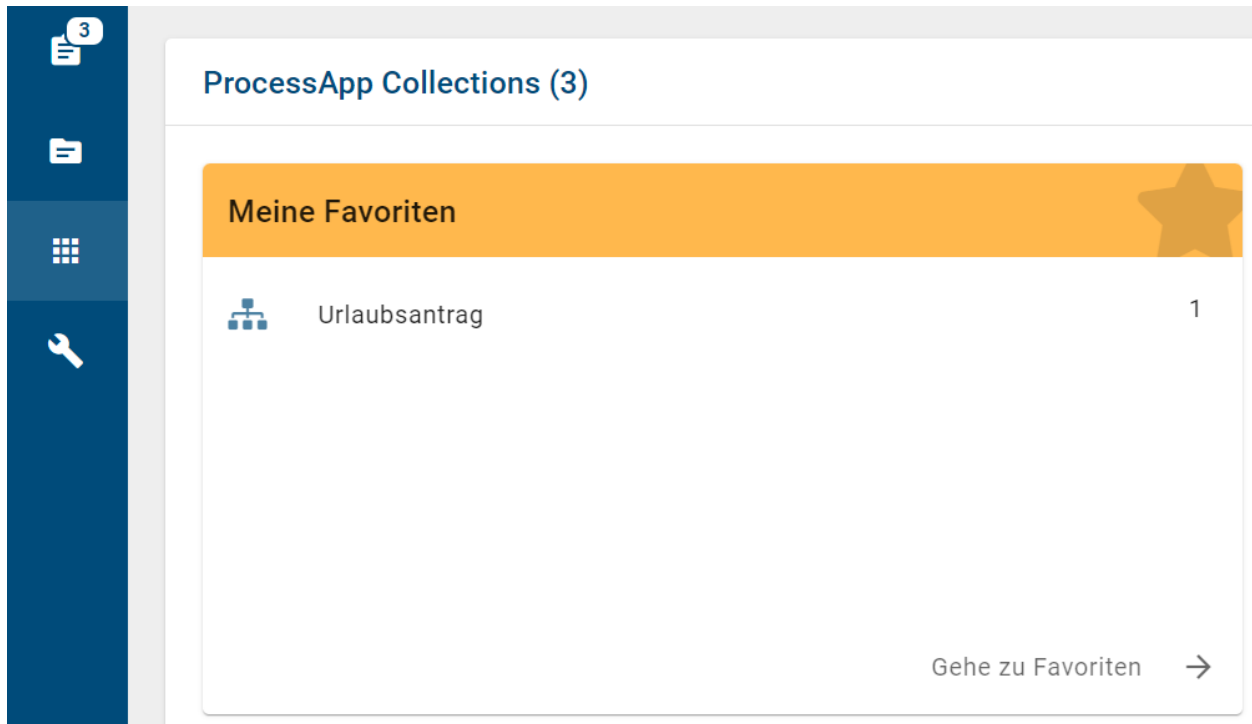 3
ProcessApp Collections (3)
Meine Favoriten
Urlaubsantrag 1
Gehe zu Favoriten